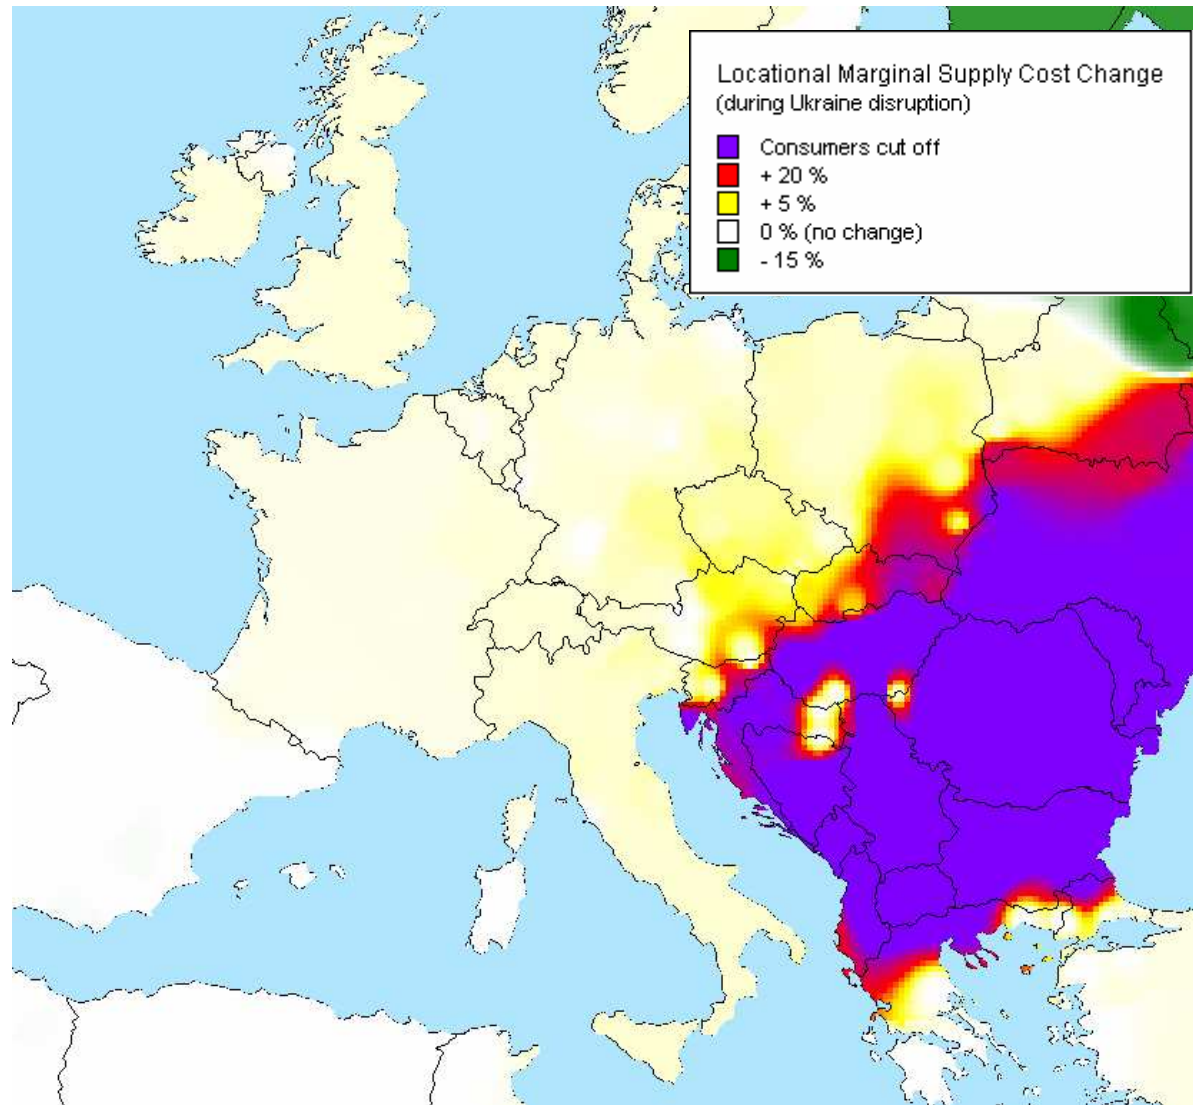 Locational Marginal Supply Cost Change
(during Ukraine disruption)
Consumers cut off
+ 20 %
+ 5 %
0 % (no change)
- 15 %